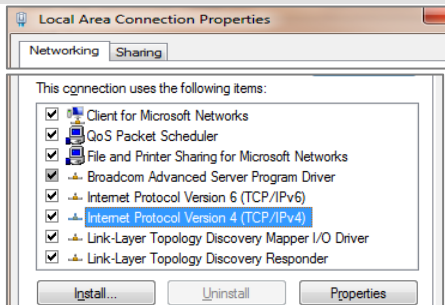 Local Area Connection Properties
Networking Sharing
This connection uses the following items:
Client for Microsoft Networks
QoS Packet Scheduler
File and Printer Sharing for Microsoft Networks
Broadcom Advanced Server Program Driver
Internet Protocol Version 6 (TCP/IPv6)
Internet Protocol Version 4 (TCP/IPv4)
Link-Layer Topology Discovery Mapper I/O Driver
Link-Layer Topology Discovery Responder
Install... Uninstall Properties